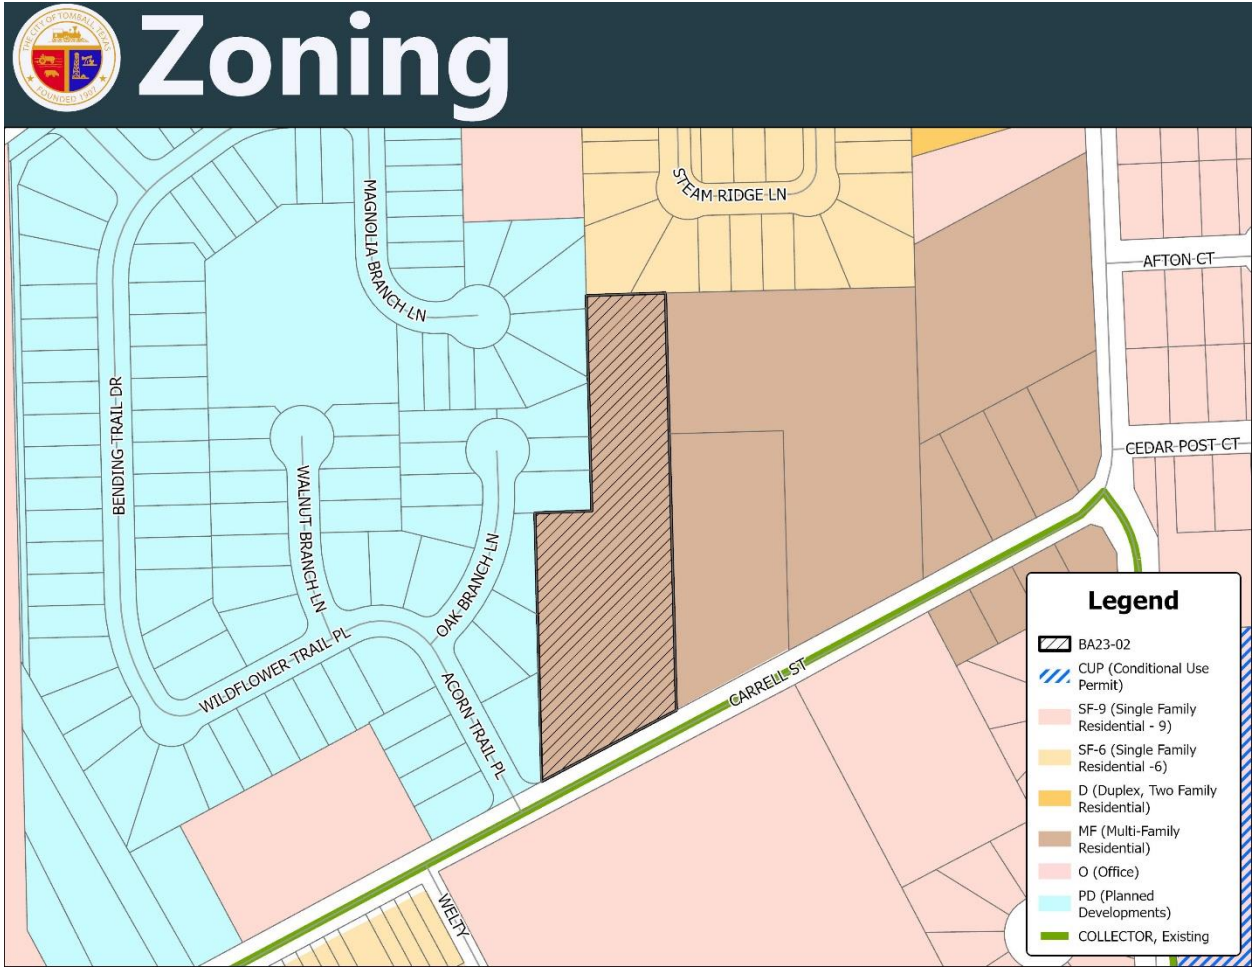 THE CITY OF TOMBALL, TEXAS
FOUNDED 1907
Zoning
STEAM RIDGE LN
MAGNOLIA BRANCH LN
AFTON CT
BENDING TRAIL DR
CEDAR POST CT
WALNUT BRANCH LN
OAK BRANCH LN
WILDFLOWER TRAIL PL
ACORN TRAIL PL
CARRELL ST
WELTY
Legend
BA23-02
CUP (Conditional Use
Permit)
SF-9 (Single Family
Residential - 9)
SF-6 (Single Family
Residential -6)
D (Duplex, Two Family
Residential)
MF (Multi-Family
Residential)
O (Office)
PD (Planned
Developments)
COLLECTOR, Existing